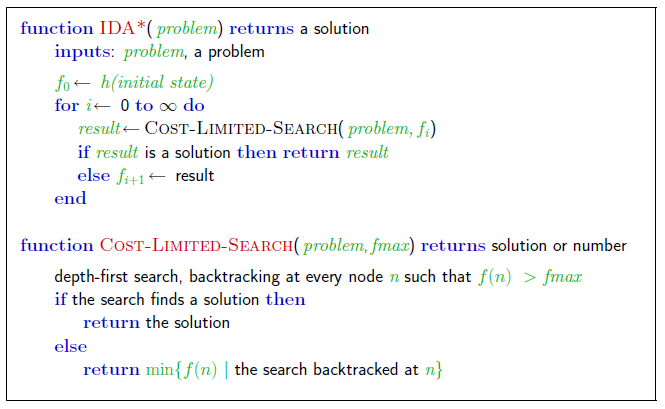 function IDA*( problem) returns a solution
inputs: problem, a problem
f₀ ← h(initial state)
for i ← 0 to ∞ do
result ← COST-LIMITED-SEARCH( problem, fᵢ)
if result is a solution then return result
else fᵢ₊₁ ← result
end
function COST-LIMITED-SEARCH( problem, fmax) returns solution or number
depth-first search, backtracking at every node n such that f(n) > fmax
if the search finds a solution then
return the solution
else
return min{f(n) | the search backtracked at n}